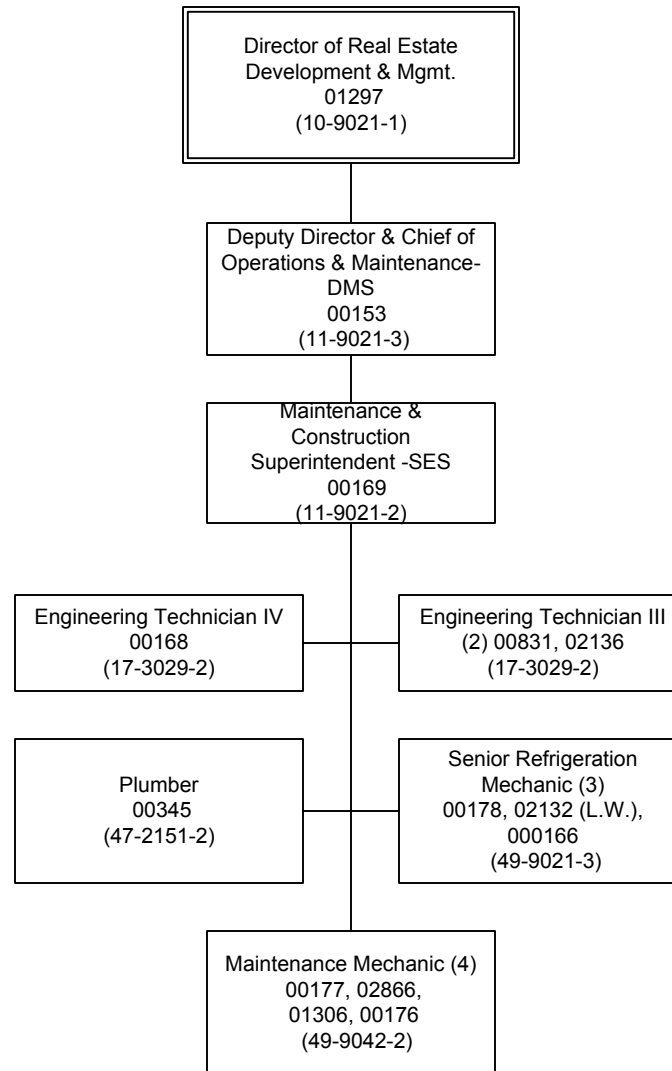 Director of Real Estate
Development & Mgmt.
01297
(10-9021-1)
Deputy Director & Chief of
Operations & Maintenance-
DMS
00153
(11-9021-3)
Maintenance &
Construction
Superintendent -SES
00169
(11-9021-2)
Engineering Technician IV
00168
(17-3029-2)
Engineering Technician III
(2) 00831, 02136
(17-3029-2)
Plumber
00345
(47-2151-2)
Senior Refrigeration
Mechanic (3)
00178, 02132 (L.W.),
000166
(49-9021-3)
Maintenance Mechanic (4)
00177, 02866,
01306, 00176
(49-9042-2)